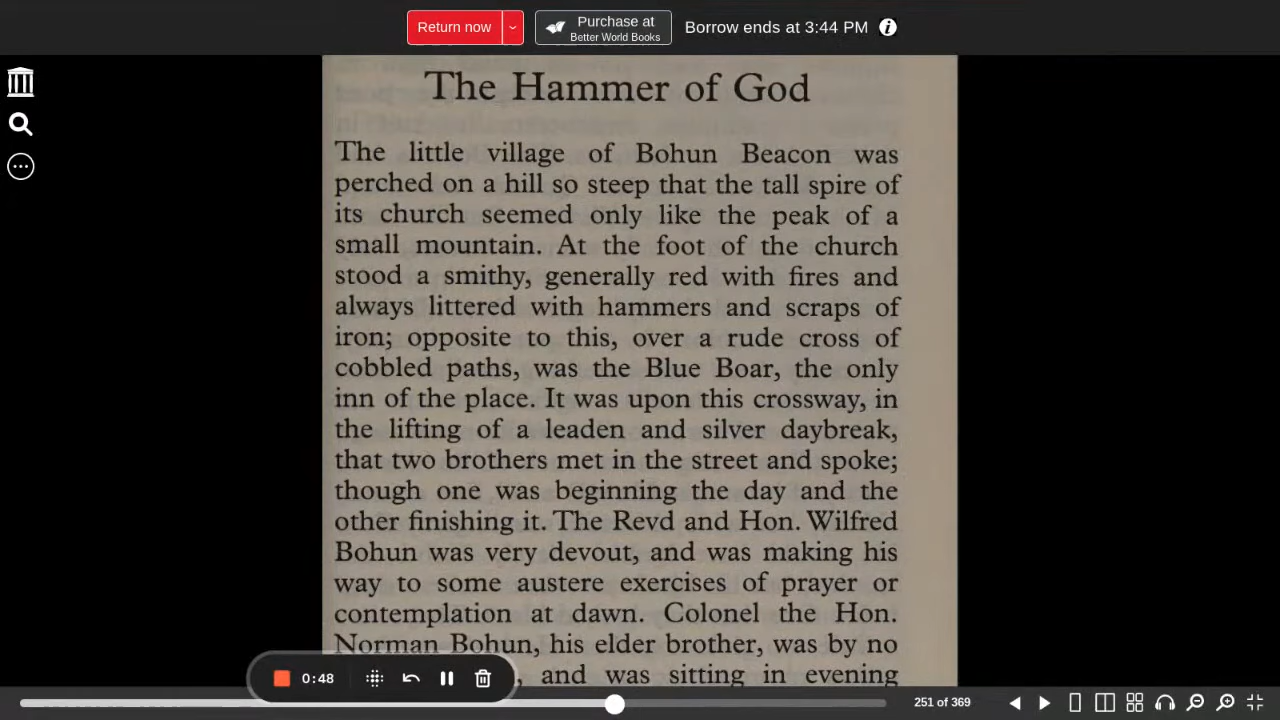 Return now
Purchase at
Better World Books
Borrow ends at 3:44 PM
The Hammer of God
The little village of Bohun Beacon was
perched on a hill so steep that the tall spire of
its church seemed only like the peak of a
small mountain. At the foot of the church
stood a smithy, generally red with fires and
always littered with hammers and scraps of
iron; opposite to this, over a rude cross of
cobbled paths, was the Blue Boar, the only
inn of the place. It was upon this crossway, in
the lifting of a leaden and silver daybreak,
that two brothers met in the street and spoke;
though one was beginning the day and the
other finishing it. The Revd and Hon. Wilfred
Bohun was very devout, and was making his
way to some austere exercises of prayer or
contemplation at dawn. Colonel the Hon.
Norman Bohun, his elder brother, was by no
, and was sitting in evening
0:48
251 of 369